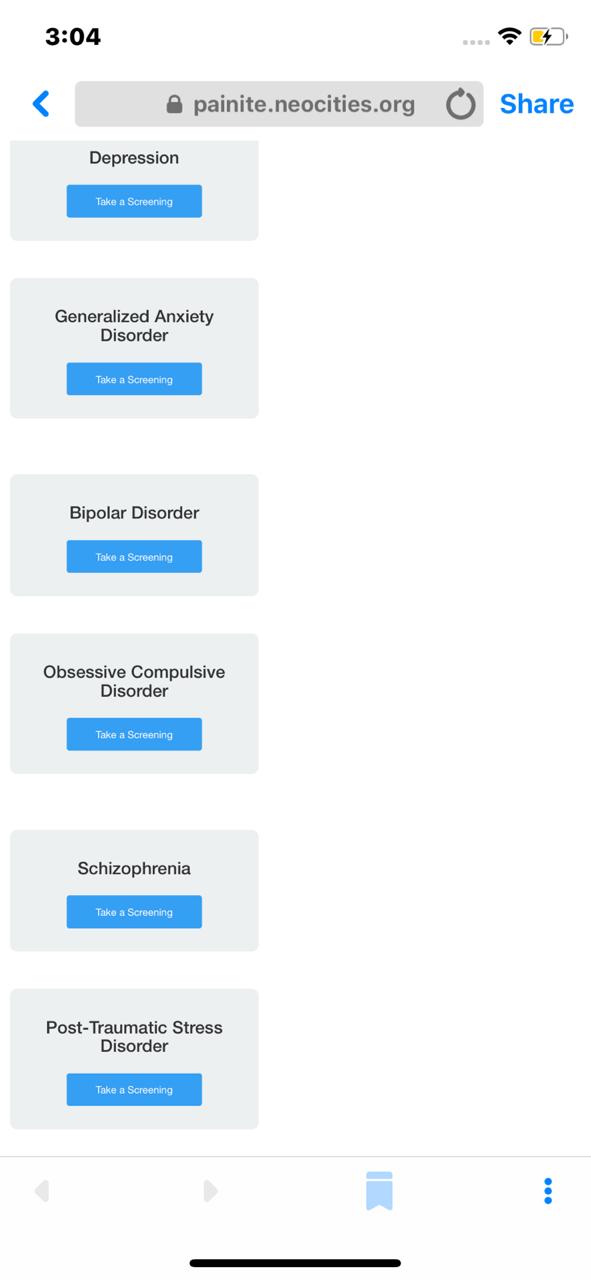 3:04
painite.neocities.org
Share
Depression
Take a Screening
Generalized Anxiety
Disorder
Take a Screening
Bipolar Disorder
Take a Screening
Obsessive Compulsive
Disorder
Take a Screening
Schizophrenia
Take a Screening
Post-Traumatic Stress
Disorder
Take a Screening